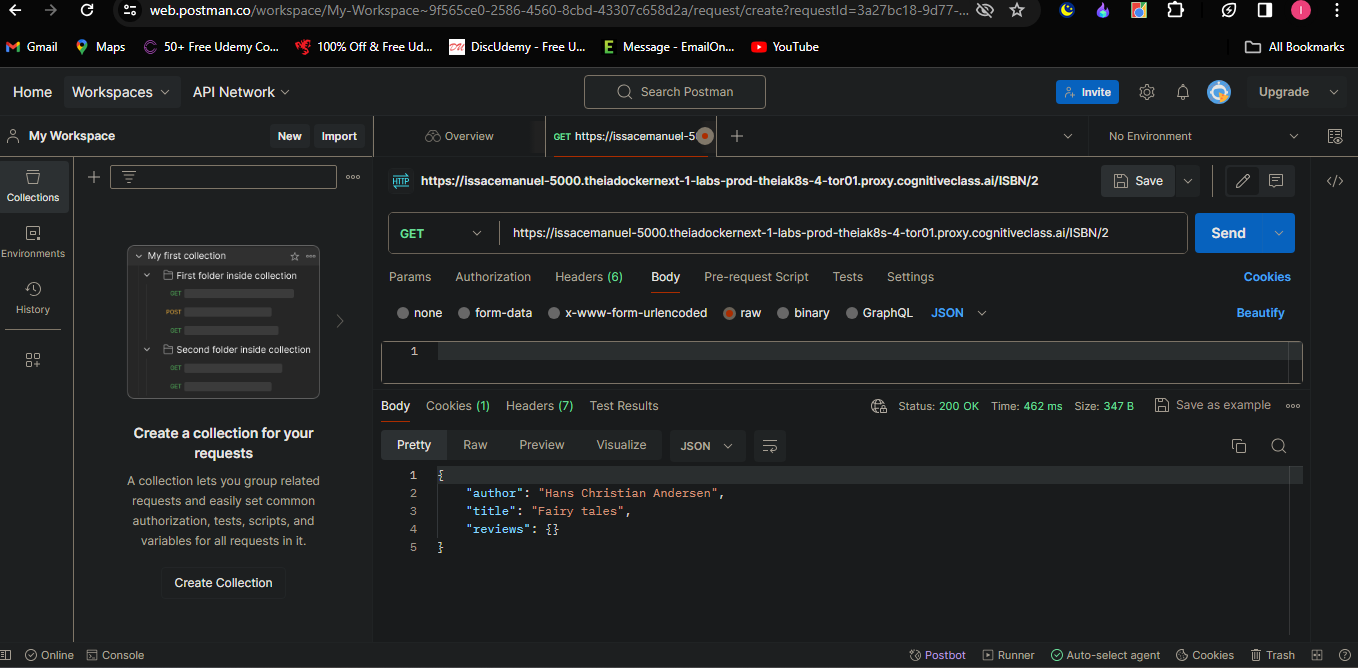 web.postman.co/workspace/My-Workspace~9f565ce0-2586-4560-8cbd-43307c658d2a/request/create?requestId=3a27bc18-9d77-...
Gmail
Maps
50+ Free Udemy Co...
100% Off & Free Ud...
DU DiscUdemy - Free U...
E Message - EmailOn...
YouTube
All Bookmarks
Home
Workspaces
API Network
Search Postman
Invite
Upgrade
My Workspace
New
Import
Overview
GET https://issacemanuel-5
No Environment
Collections
Environments
History
HTTP https://issacemanuel-5000.theiadockernext-1-labs-prod-theiak8s-4-tor01.proxy.cognitiveclass.ai/ISBN/2
Save
GET
https://issacemanuel-5000.theiadockernext-1-labs-prod-theiak8s-4-tor01.proxy.cognitiveclass.ai/ISBN/2
Send
Params
Authorization
Headers (6)
Body
Pre-request Script
Tests
Settings
Cookies
none
form-data
x-www-form-urlencoded
raw
binary
GraphQL
JSON
Beautify
1
My first collection
First folder inside collection
GET
POST
GET
Second folder inside collection
GET
GET
Create a collection for your
requests
A collection lets you group related
requests and easily set common
authorization, tests, scripts, and
variables for all requests in it.
Create Collection
Body
Cookies (1)
Headers (7)
Test Results
Status: 200 OK
Time: 462 ms
Size: 347 B
Save as example
Pretty
Raw
Preview
Visualize
JSON
1 {
2 "author": "Hans Christian Andersen",
3 "title": "Fairy tales",
4 "reviews": {}
5 }
Online
Console
Postbot
Runner
Auto-select agent
Cookies
Trash